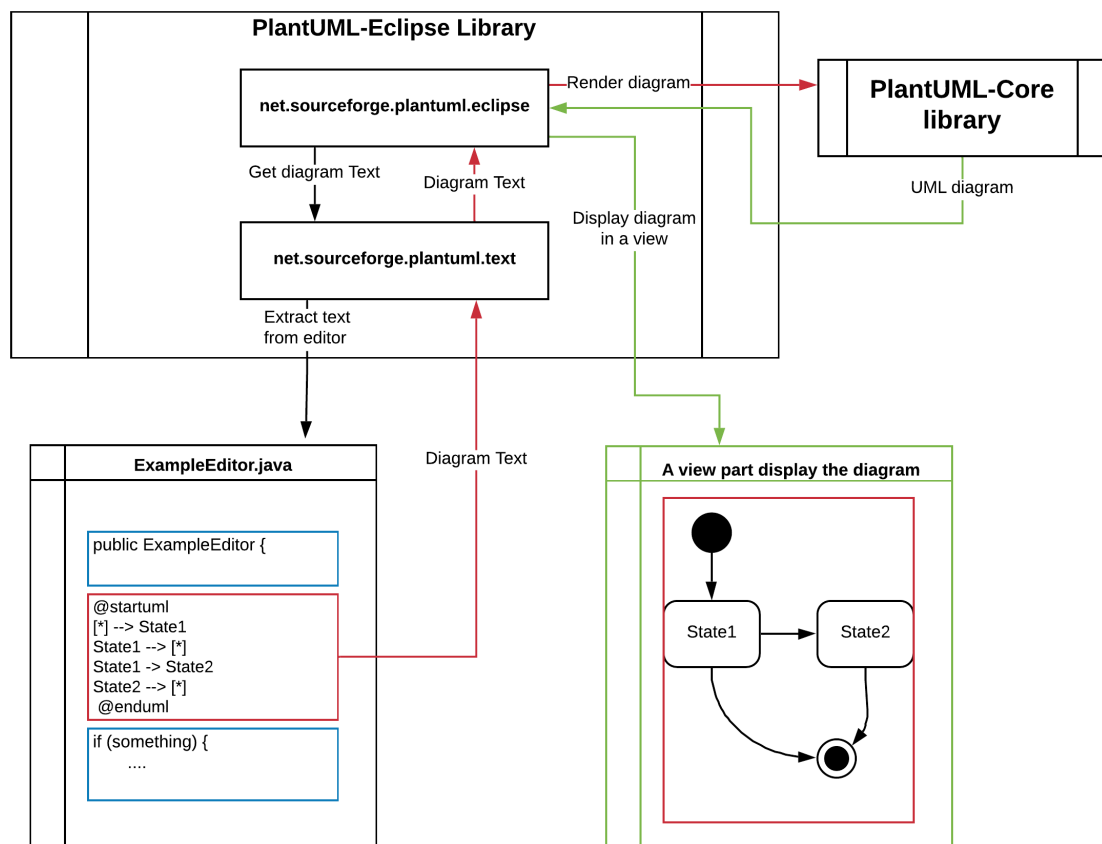 PlantUML-Eclipse Library
net.sourceforge.plantuml.eclipse
Render diagram
PlantUML-Core
library
Get diagram Text
Diagram Text
UML diagram
Display diagram
in a view
net.sourceforge.plantuml.text
Extract text
from editor
Diagram Text
ExampleEditor.java
public ExampleEditor {
@startuml
[*] --> State1
State1 --> [*]
State1 -> State2
State2 --> [*]
@enduml
if (something) {
....
A view part display the diagram
State1
State2